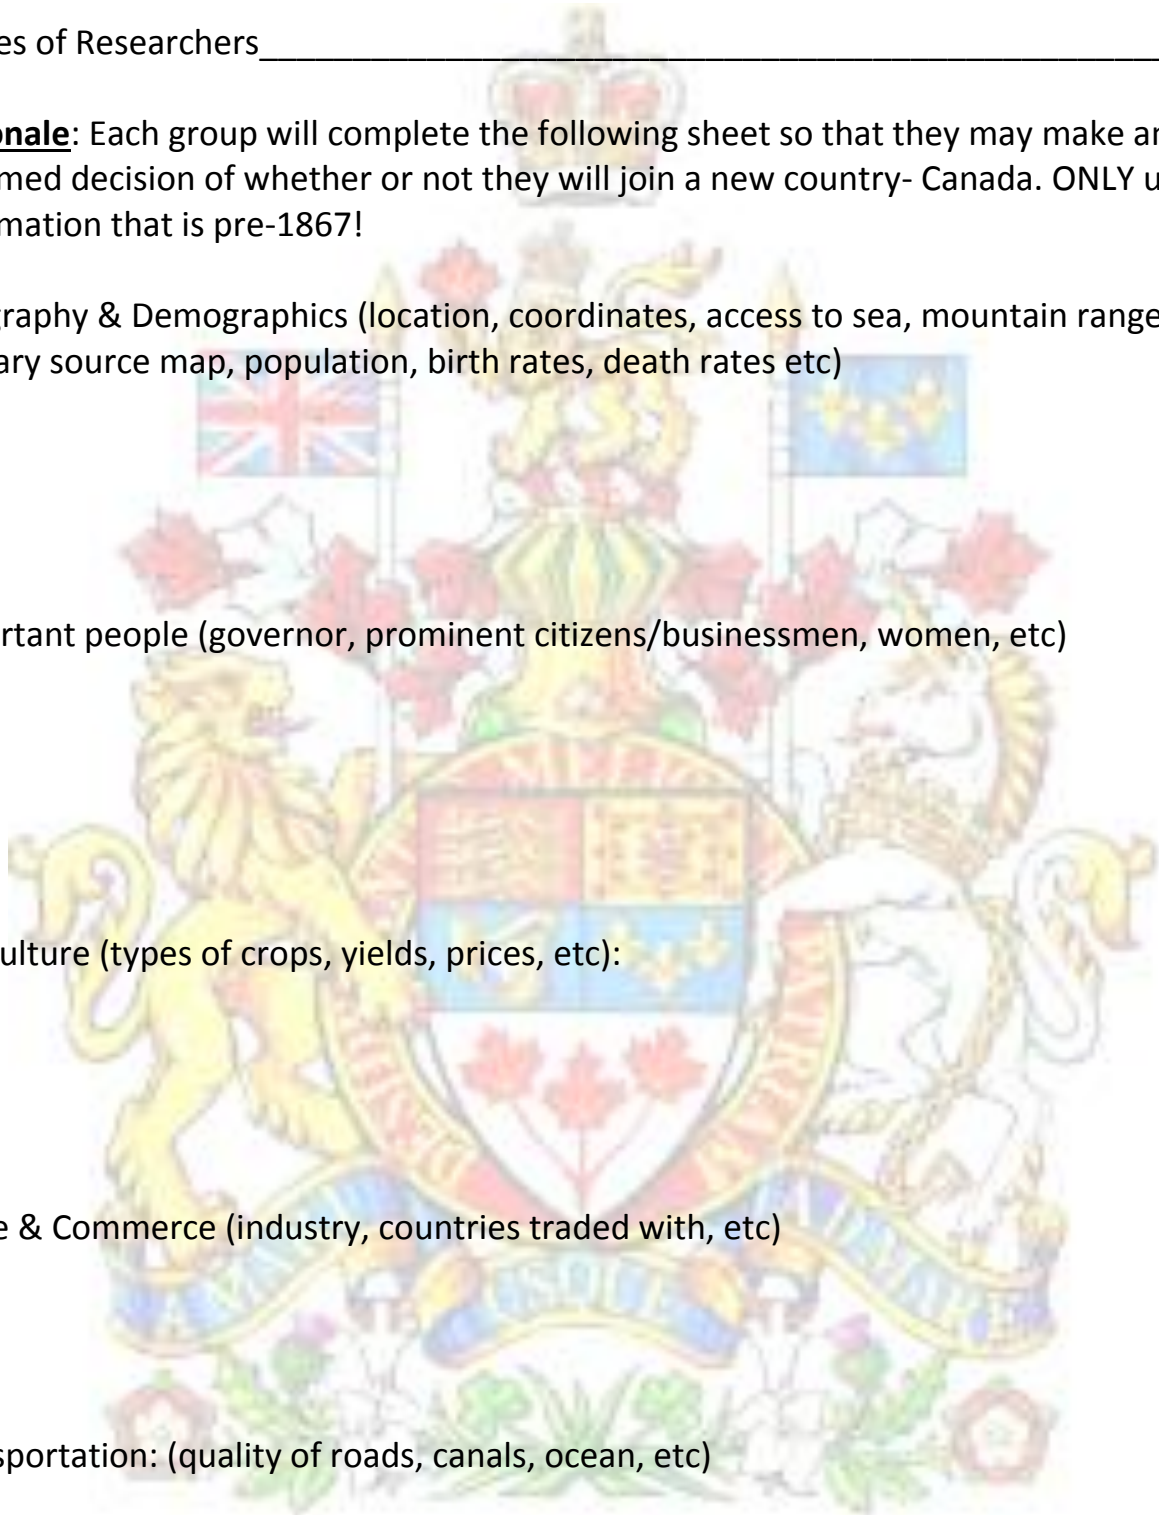 es of Researchers______________________________________________
onale: Each group will complete the following sheet so that they may make an
rmed decision of whether or not they will join a new country- Canada. ONLY u
mation that is pre-1867!
graphy & Demographics (location, coordinates, access to sea, mountain range
ary source map, population, birth rates, death rates etc)
rtant people (governor, prominent citizens/businessmen, women, etc)
ulture (types of crops, yields, prices, etc):
e & Commerce (industry, countries traded with, etc)
sportation: (quality of roads, canals, ocean, etc)